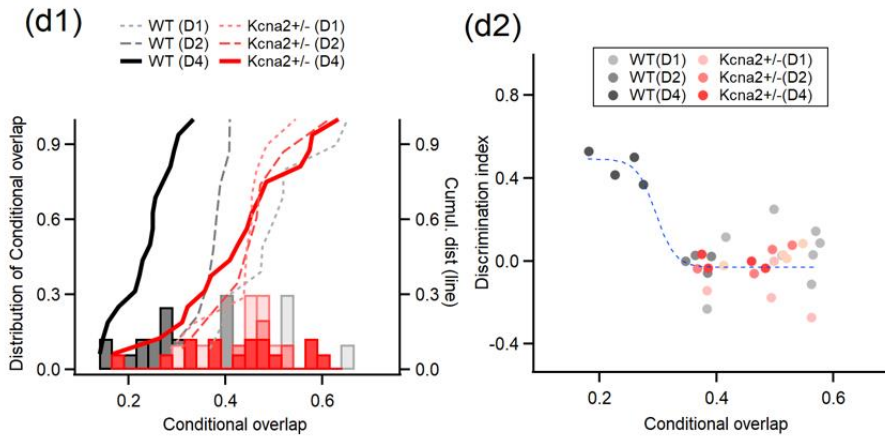 (d1)
WT (D1) Kcna2+/- (D1)
WT (D2) Kcna2+/- (D2)
WT (D4) Kcna2+/- (D4)
Distribution of Conditional overlap
0.9
0.6
0.3
0.0
0.2 0.4 0.6
Conditional overlap
0.9
0.6
0.3
0.0
Cumul. dist (line)
(d2)
WT(D1) Kcna2+/-(D1)
WT(D2) Kcna2+/-(D2)
WT(D4) Kcna2+/-(D4)
Discrimination index
0.8
0.4
0.0
-0.4
0.2 0.4 0.6
Conditional overlap